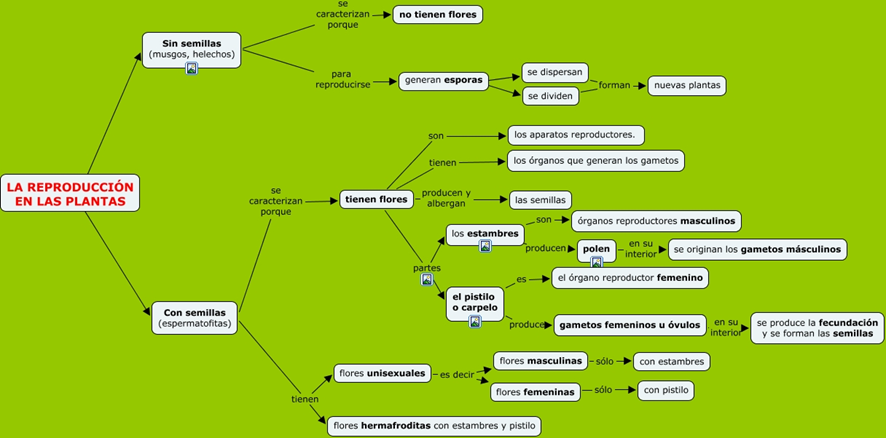 LA REPRODUCCIÓN
EN LAS PLANTAS
Sin semillas
(musgos, helechos)
se
caracterizan
porque
no tienen flores
para
reproducirse
generan esporas
se dispersan
se dividen
forman
nuevas plantas
Con semillas
(espermatofitas)
se
caracterizan
porque
tienen flores
son
los aparatos reproductores.
tienen
los órganos que generan los gametos
producen y
albergan
las semillas
partes
los estambres
son
órganos reproductores masculinos
producen
polen
en su
interior
se originan los gametos másculinos
el pistilo
o carpelo
es
el órgano reproductor femenino
produce
gametos femeninos u óvulos
en su
interior
se produce la fecundación
y se forman las semillas
tienen
flores unisexuales
es decir
flores masculinas
sólo
con estambres
flores femeninas
sólo
con pistilo
flores hermafroditas con estambres y pistilo